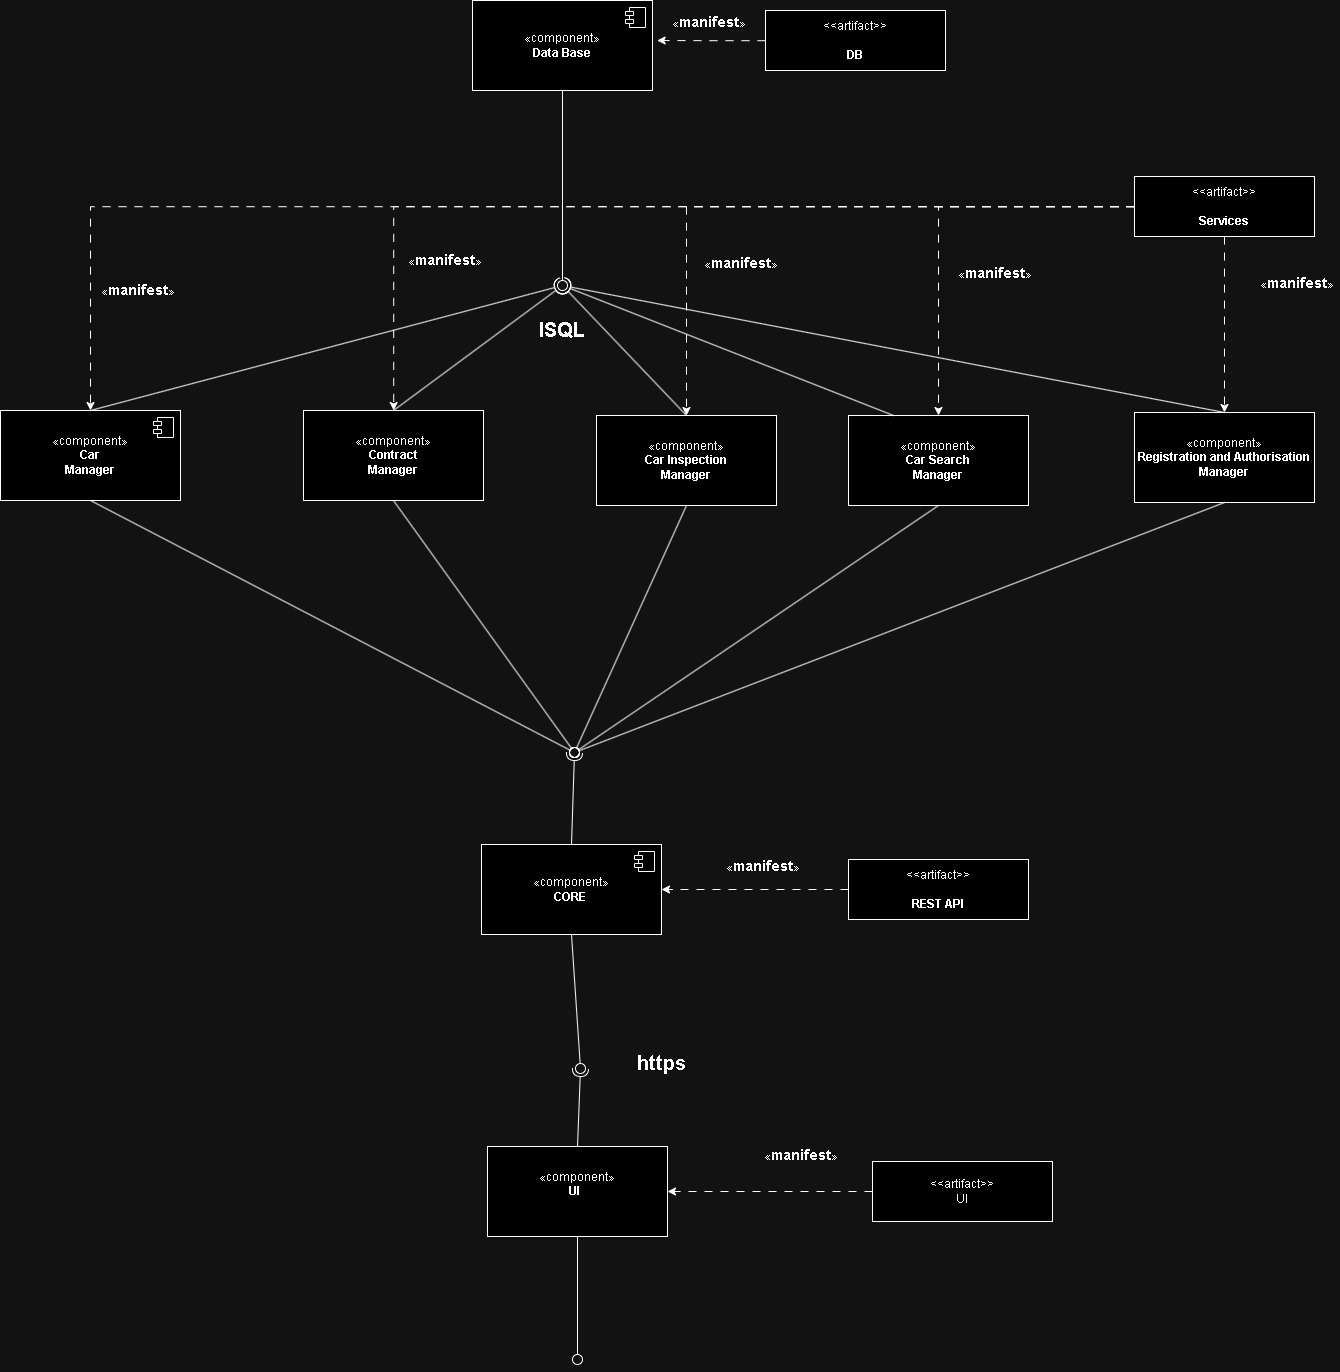 «component»
Data Base
«manifest»
<<artifact>>
DB
<<artifact>>
Services
«manifest»
«manifest»
«manifest»
«manifest»
«manifest»
ISQL
«component»
Car
Manager
«component»
Contract
Manager
«component»
Car Inspection
Manager
«component»
Car Search
Manager
«component»
Registration and Authorisation
Manager
«component»
CORE
«manifest»
<<artifact>>
REST API
https
«component»
UI
«manifest»
<<artifact>>
UI